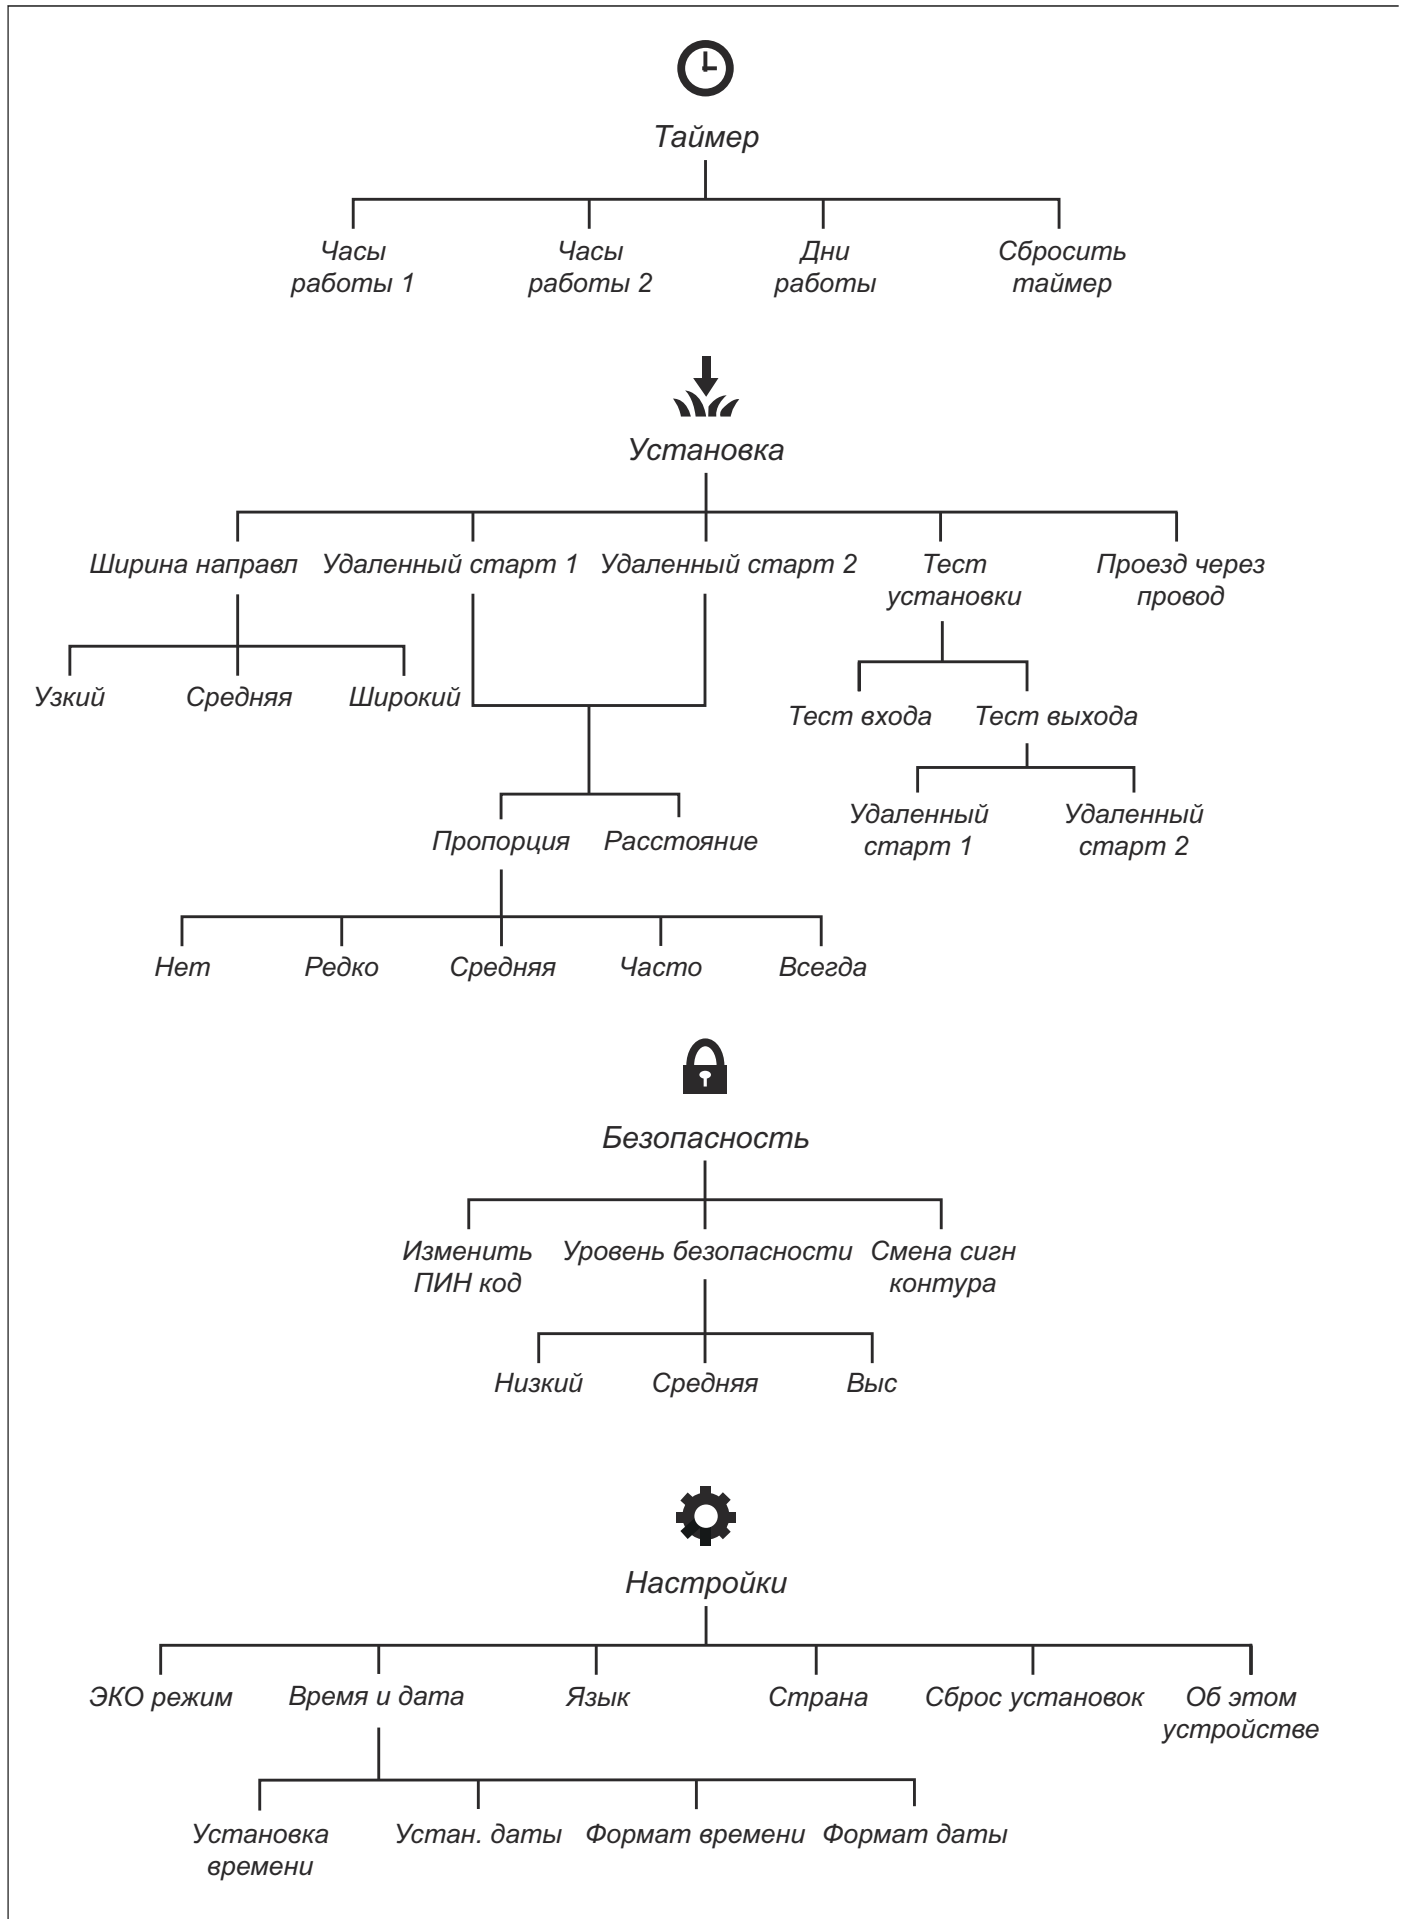 Таймер
Часы
работы 1
Часы
работы 2
Дни
работы
Сбросить
таймер
Установка
Ширина направл
Удаленный старт 1
Удаленный старт 2
Тест
установки
Проезд через
провод
Узкий
Средняя
Широкий
Тест входа
Тест выхода
Удаленный
старт 1
Удаленный
старт 2
Пропорция
Расстояние
Нет
Редко
Средняя
Часто
Всегда
Безопасность
Изменить
ПИН код
Уровень безопасности
Смена сигн
контура
Низкий
Средняя
Выс
Настройки
ЭКО режим
Время и дата
Язык
Страна
Сброс установок
Об этом
устройстве
Установка
времени
Устан. даты
Формат времени
Формат даты